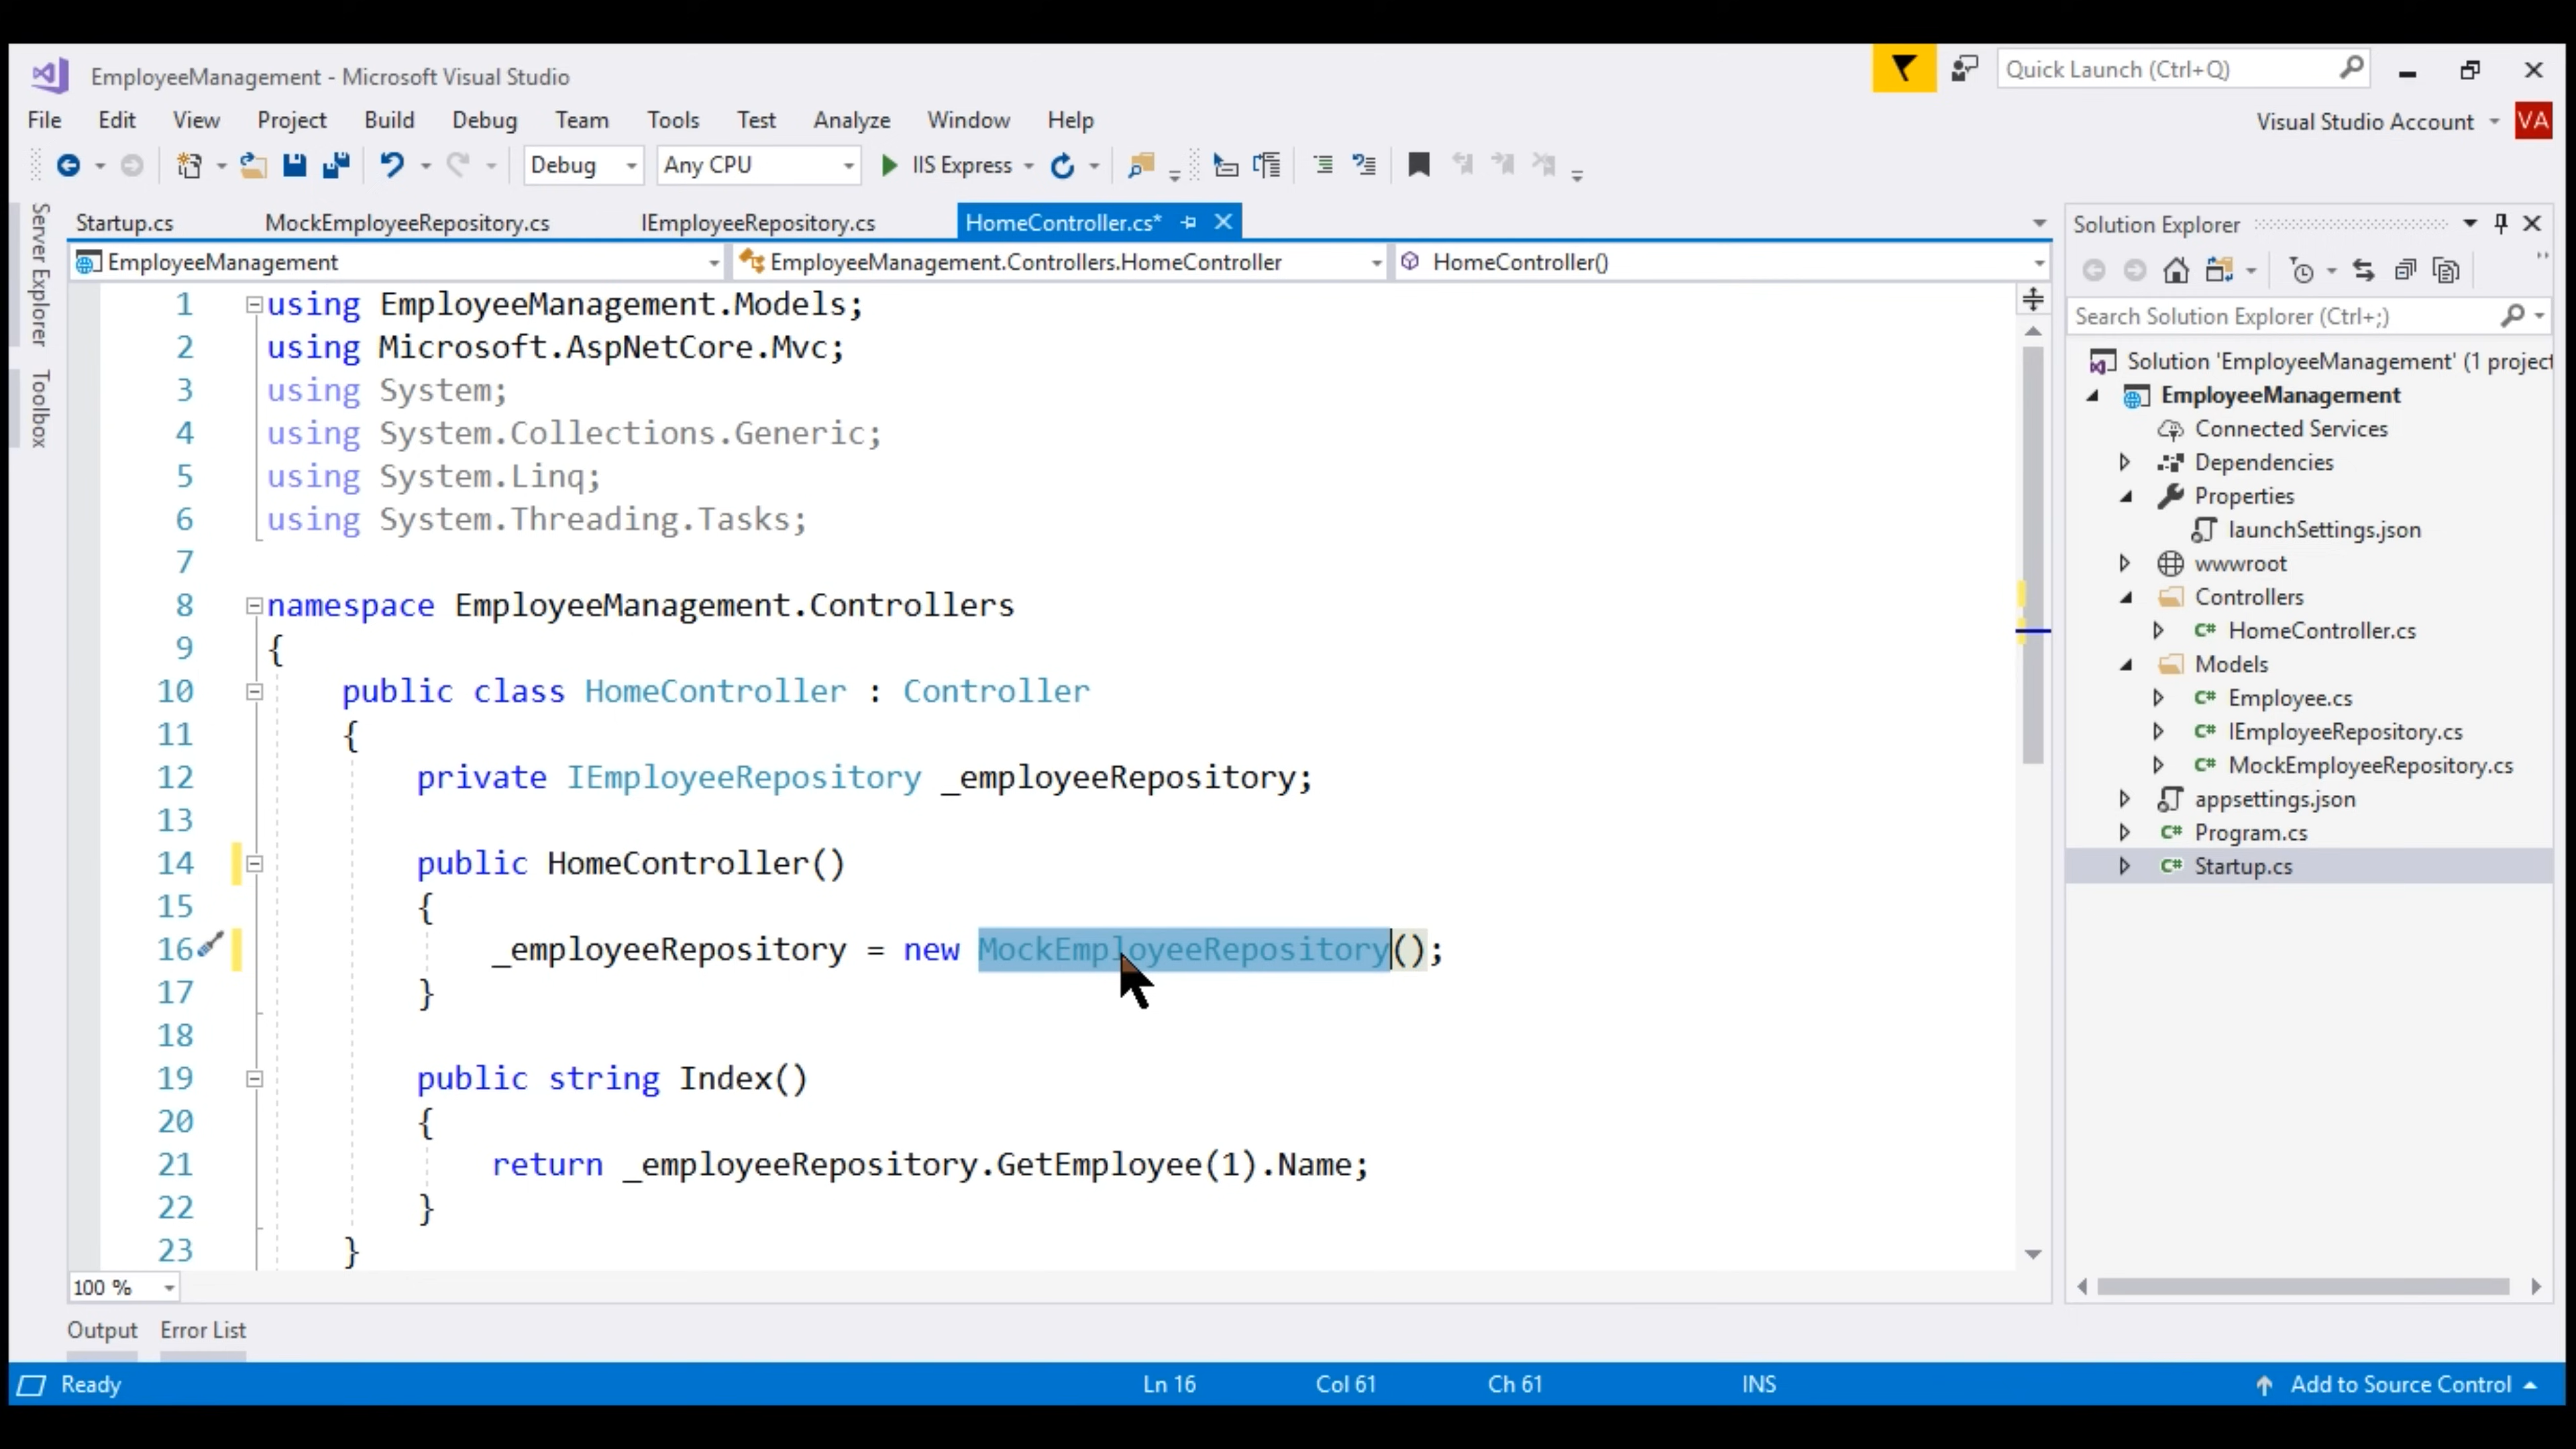 EmployeeManagement - Microsoft Visual Studio
Quick Launch (Ctrl+Q)
File Edit View Project Build Debug Team Tools Test Analyze Window Help
Visual Studio Account VA
Debug Any CPU IIS Express
Server Explorer
Toolbox
Startup.cs MockEmployeeRepository.cs IEmployeeRepository.cs HomeController.cs*
EmployeeManagement EmployeeManagement.Controllers.HomeController HomeController()
1 using EmployeeManagement.Models;
2 using Microsoft.AspNetCore.Mvc;
3 using System;
4 using System.Collections.Generic;
5 using System.Linq;
6 using System.Threading.Tasks;
7
8 namespace EmployeeManagement.Controllers
9 {
10 public class HomeController : Controller
11 {
12 private IEmployeeRepository _employeeRepository;
13
14 public HomeController()
15 {
16 _employeeRepository = new MockEmployeeRepository();
17 }
18
19 public string Index()
20 {
21 return _employeeRepository.GetEmployee(1).Name;
22 }
23 }
100 %
Solution Explorer
Search Solution Explorer (Ctrl+;)
Solution 'EmployeeManagement' (1 project
EmployeeManagement
Connected Services
Dependencies
Properties
launchSettings.json
wwwroot
Controllers
C# HomeController.cs
Models
C# Employee.cs
C# IEmployeeRepository.cs
C# MockEmployeeRepository.cs
appsettings.json
C# Program.cs
C# Startup.cs
Output Error List
Ready Ln 16 Col 61 Ch 61 INS Add to Source Control